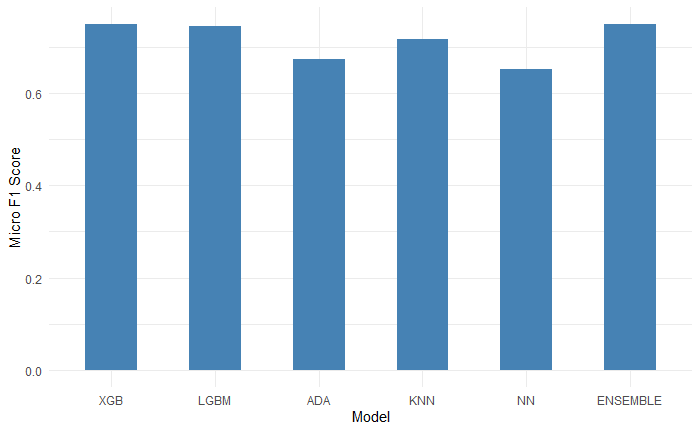 Micro F1 Score
0.6
0.4
0.2
0.0
XGB LGBM ADA KNN NN ENSEMBLE
Model